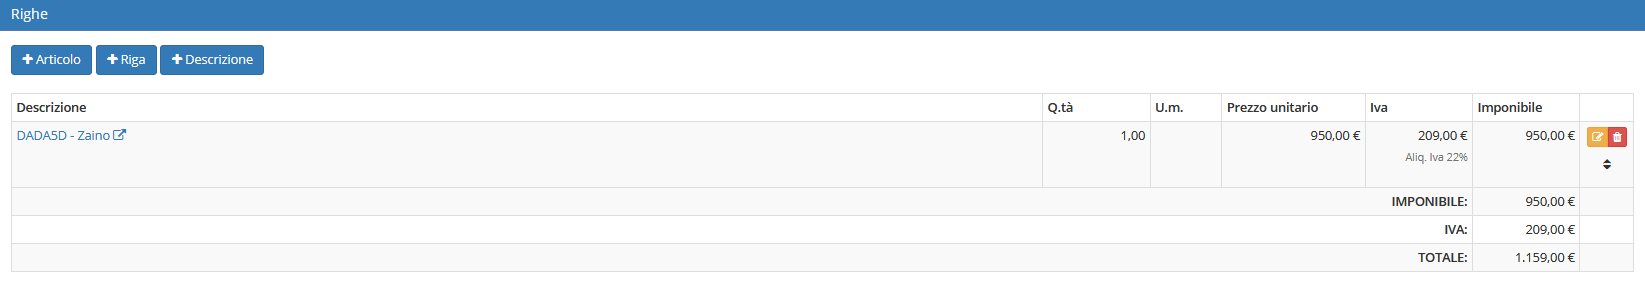 Righe
Articolo Riga Descrizione
Descrizione Q.tà U.m. Prezzo unitario Iva Imponibile
DADA5D - Zaino 1,00 950,00 € 209,00 € 950,00 €
Aliq. Iva 22%
IMPONIBILE: 950,00 €
IVA: 209,00 €
TOTALE: 1.159,00 €